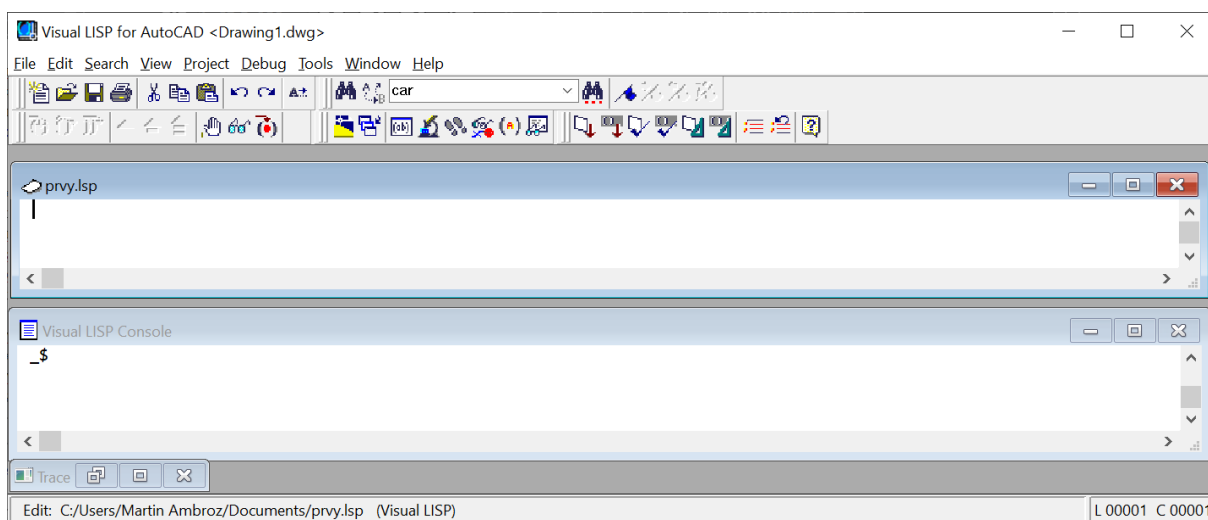 Visual LISP for AutoCAD <Drawing1.dwg>
File Edit Search View Project Debug Tools Window Help
car
prvy.lsp
Visual LISP Console
_$
Trace
Edit: C:/Users/Martin Ambroz/Documents/prvy.lsp (Visual LISP)
L 00001 C 00001